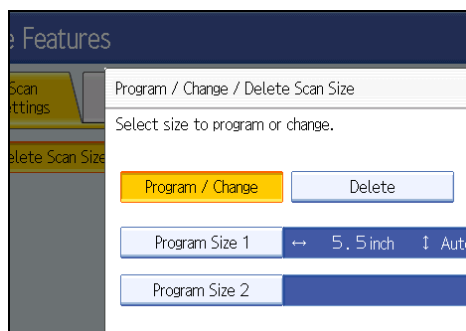 e Features
Scan
ettings
Program / Change / Delete Scan Size
Select size to program or change.
elete Scan Size
Program / Change Delete
Program Size 1 ↔ 5.5 inch ↕ Aut
Program Size 2